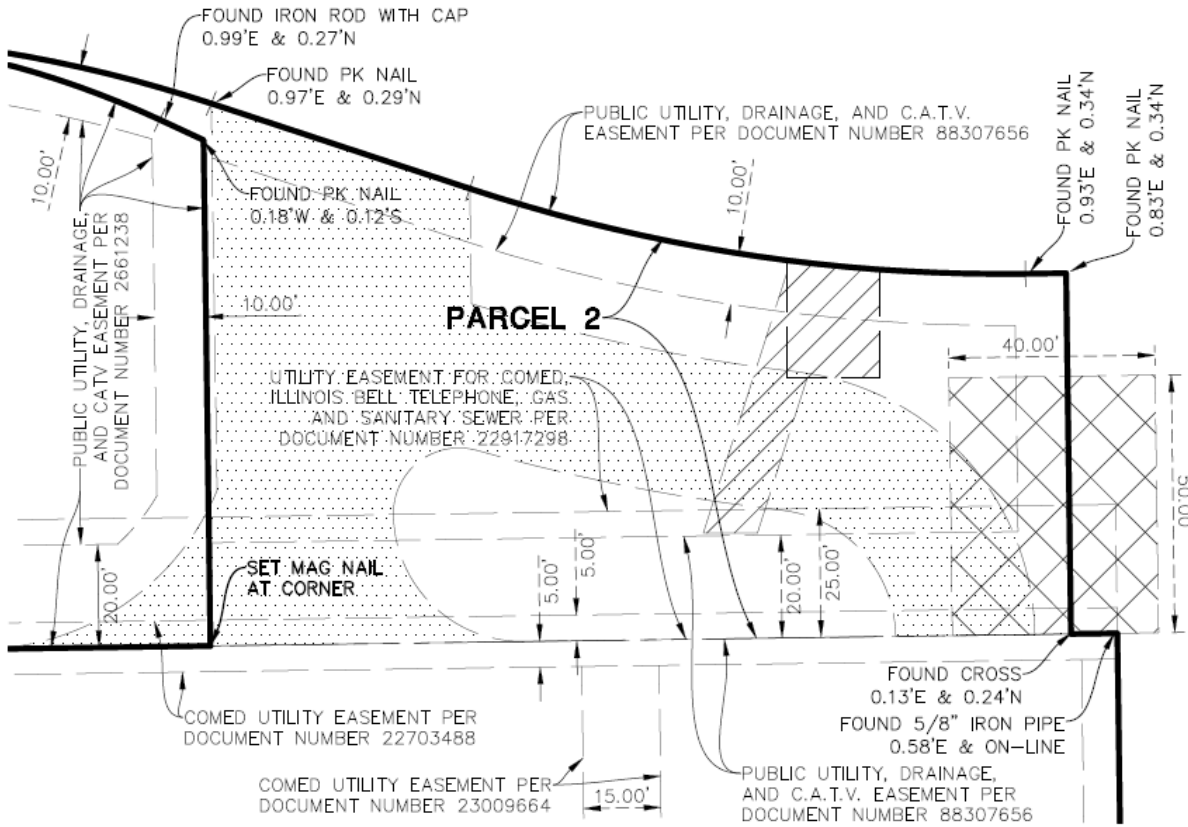 FOUND IRON ROD WITH CAP
0.99'E & 0.27'N
FOUND PK NAIL
0.97'E & 0.29'N
PUBLIC UTILITY, DRAINAGE, AND C.A.T.V.
EASEMENT PER DOCUMENT NUMBER 88307656
FOUND PK NAIL
0.93'E & 0.34'N
FOUND PK NAIL
0.83'E & 0.34'N
10.00'
10.00'
FOUND PK NAIL
0.18'W & 0.12'S
PUBLIC UTILITY, DRAINAGE,
AND CATV EASEMENT PER
DOCUMENT NUMBER 2661238
10.00'
PARCEL 2
40.00'
UTILITY EASEMENT FOR COMED,
ILLINOIS BELL TELEPHONE, GAS
AND SANITARY SEWER PER
DOCUMENT NUMBER 22917298
50.00'
20.00'
SET MAG NAIL
AT CORNER
5.00'
5.00'
20.00'
25.00'
FOUND CROSS
0.13'E & 0.24'N
FOUND 5/8" IRON PIPE
0.58'E & ON-LINE
COMED UTILITY EASEMENT PER
DOCUMENT NUMBER 22703488
COMED UTILITY EASEMENT PER
DOCUMENT NUMBER 23009664
15.00'
PUBLIC UTILITY, DRAINAGE,
AND C.A.T.V. EASEMENT PER
DOCUMENT NUMBER 88307656